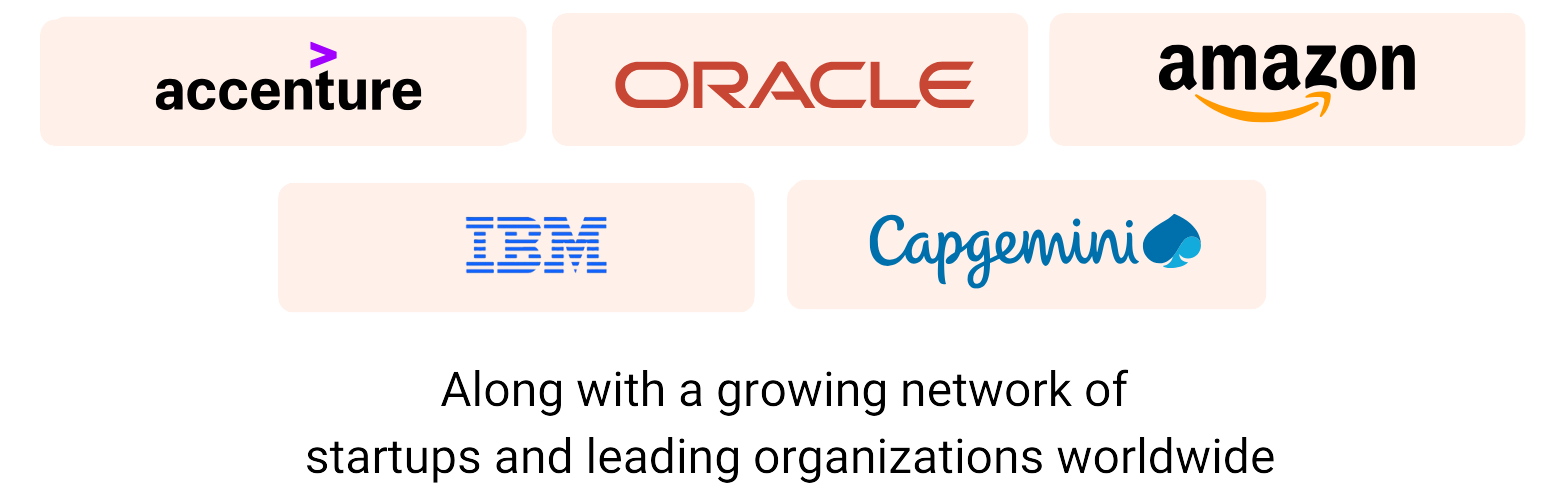 accenture
ORACLE
amazon
IBM
Capgemini
Along with a growing network of
startups and leading organizations worldwide